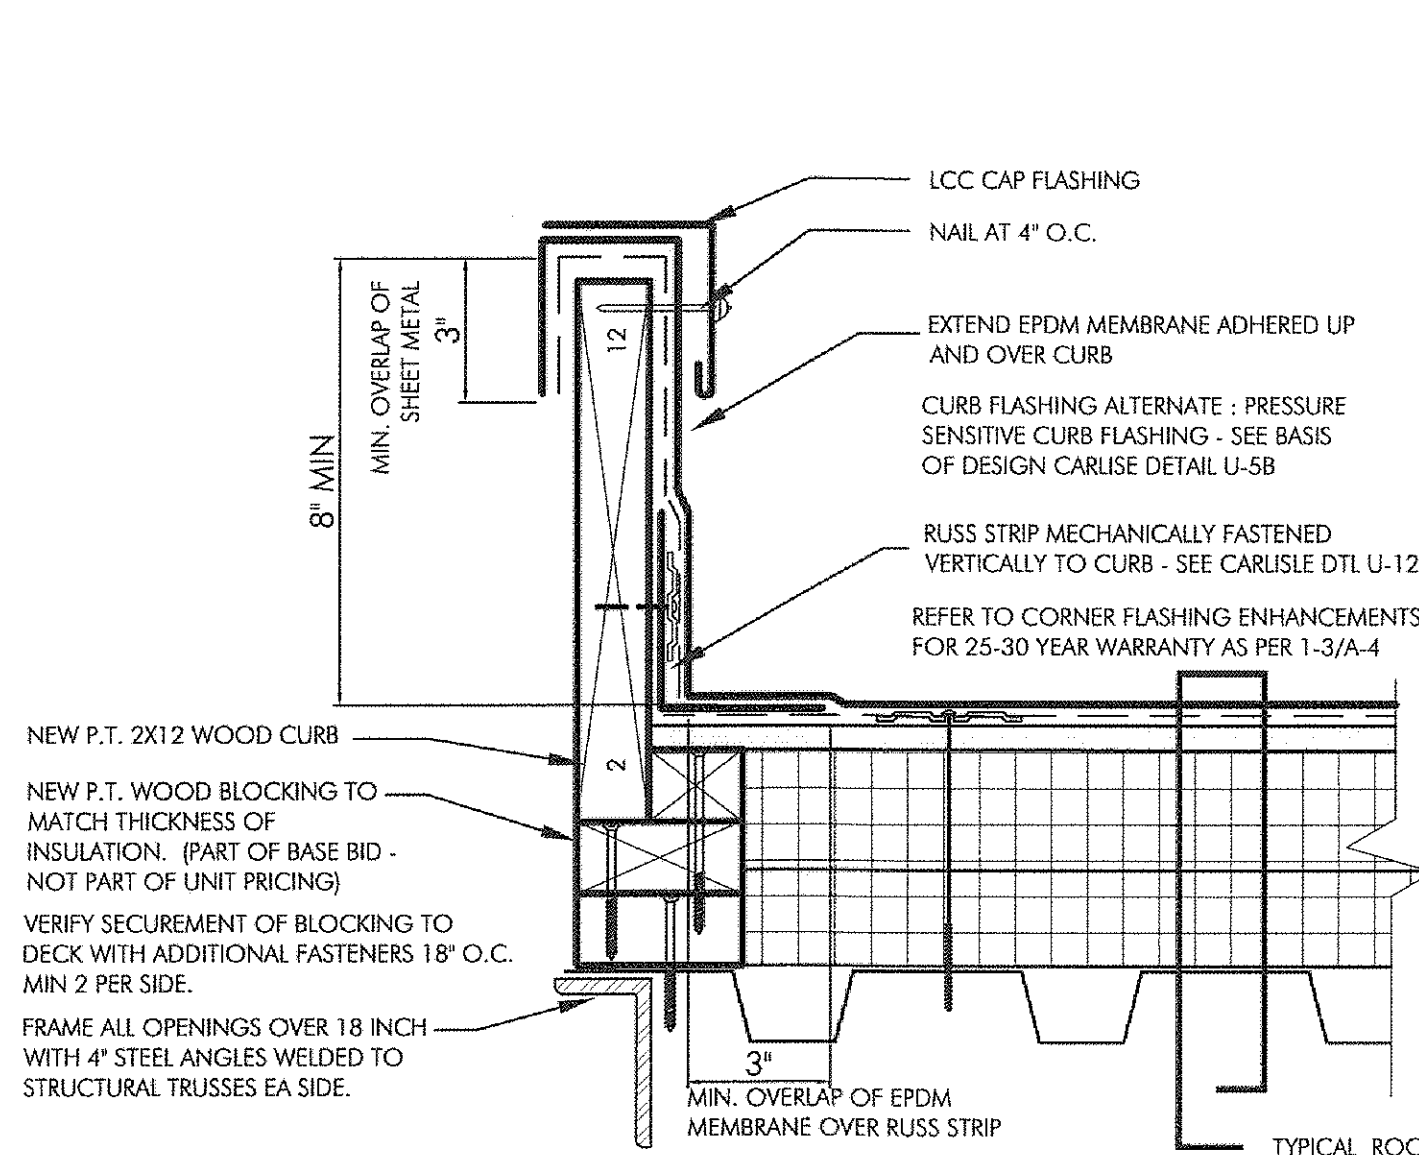 LCC CAP FLASHING
NAIL AT 4" O.C.
MIN. OVERLAP OF
SHEET METAL
3"
8" MIN
12
EXTEND EPDM MEMBRANE ADHERED UP
AND OVER CURB
CURB FLASHING ALTERNATE : PRESSURE
SENSITIVE CURB FLASHING - SEE BASIS
OF DESIGN CARLISE DETAIL U-5B
RUSS STRIP MECHANICALLY FASTENED
VERTICALLY TO CURB - SEE CARLISLE DTL U-12
REFER TO CORNER FLASHING ENHANCEMENTS
FOR 25-30 YEAR WARRANTY AS PER 1-3/A-4
NEW P.T. 2X12 WOOD CURB
2
NEW P.T. WOOD BLOCKING TO
MATCH THICKNESS OF
INSULATION. (PART OF BASE BID -
NOT PART OF UNIT PRICING)
VERIFY SECUREMENT OF BLOCKING TO
DECK WITH ADDITIONAL FASTENERS 18" O.C.
MIN 2 PER SIDE.
FRAME ALL OPENINGS OVER 18 INCH
WITH 4" STEEL ANGLES WELDED TO
STRUCTURAL TRUSSES EA SIDE.
3"
MIN. OVERLAP OF EPDM
MEMBRANE OVER RUSS STRIP
TYPICAL